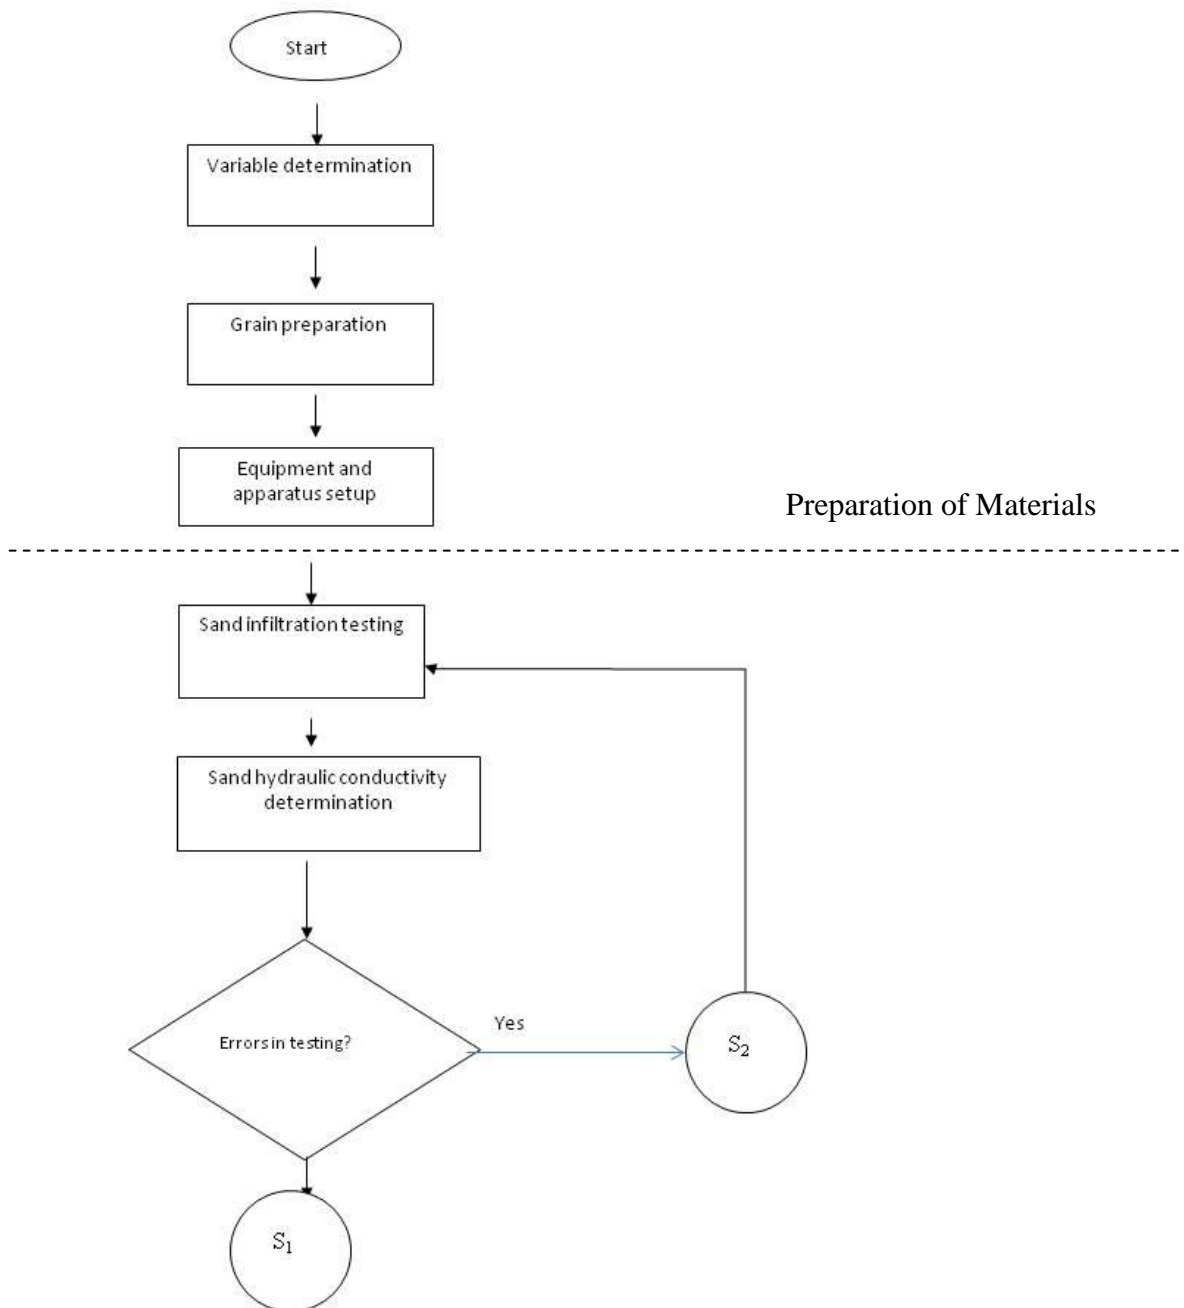 Start
Variable determination
Grain preparation
Equipment and
apparatus setup
Preparation of Materials
Sand infiltration testing
Sand hydraulic conductivity
determination
Errors in testing?
Yes
S₂
S₁